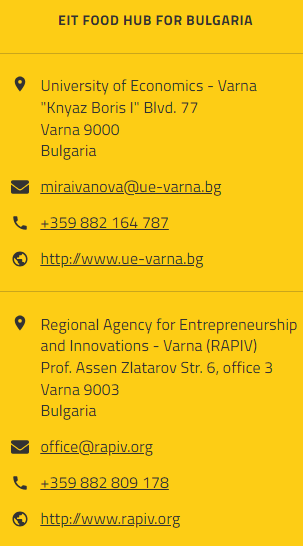 EIT FOOD HUB FOR BULGARIA
University of Economics - Varna
"Knyaz Boris I" Blvd. 77
Varna 9000
Bulgaria
miraivanova@ue-varna.bg
+359 882 164 787
http://www.ue-varna.bg
Regional Agency for Entrepreneurship
and Innovations - Varna (RAPIV)
Prof. Assen Zlatarov Str. 6, office 3
Varna 9003
Bulgaria
office@rapiv.org
+359 882 809 178
http://www.rapiv.org